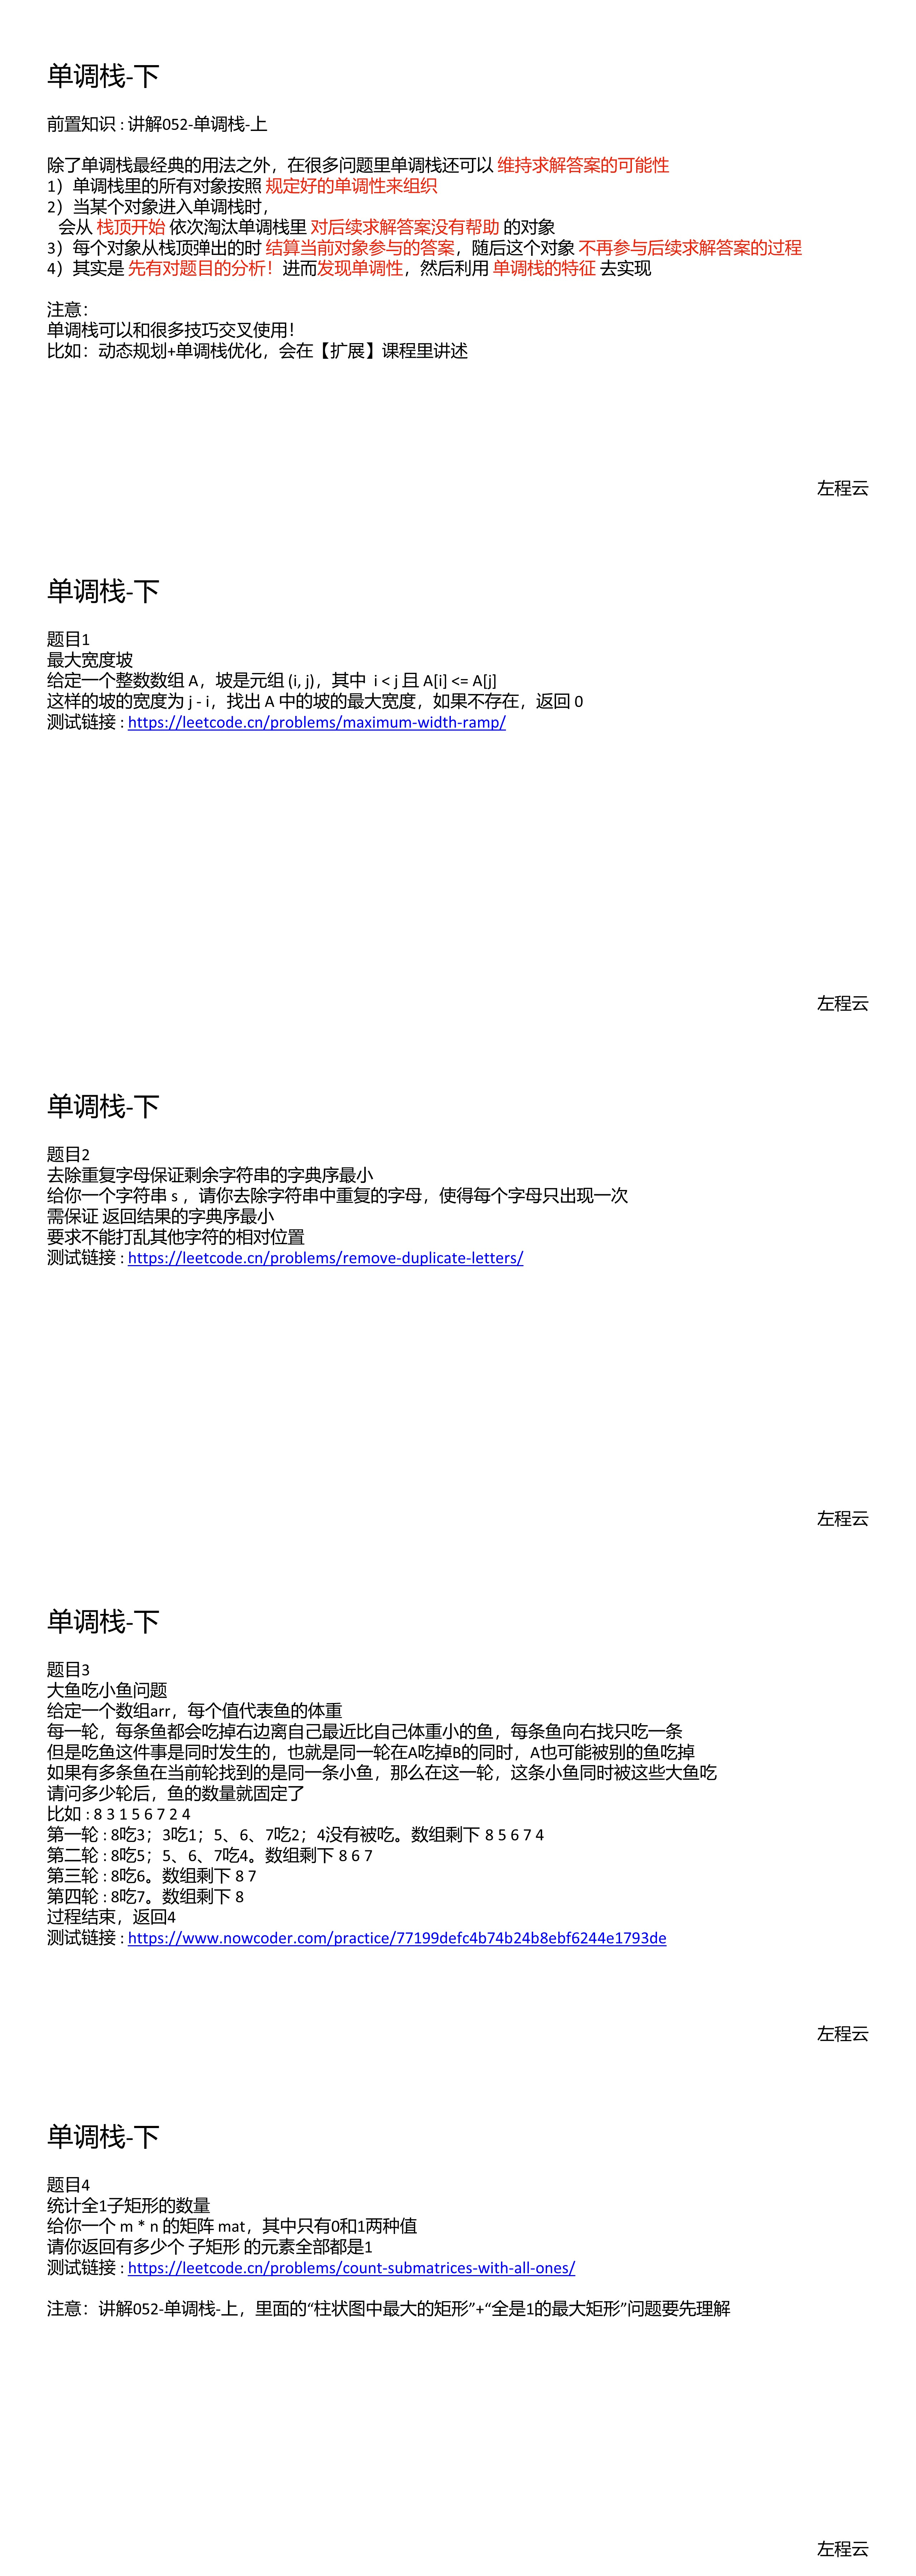 单调栈-下
前置知识 : 讲解052-单调栈-上
除了单调栈最经典的用法之外，在很多问题里单调栈还可以 维持求解答案的可能性
1）单调栈里的所有对象按照 规定好的单调性来组织
2）当某个对象进入单调栈时，
会从 栈顶开始 依次淘汰单调栈里 对后续求解答案没有帮助 的对象
3）每个对象从栈顶弹出的时 结算当前对象参与的答案，随后这个对象 不再参与后续求解答案的过程
4）其实是 先有对题目的分析！进而发现单调性，然后利用 单调栈的特征 去实现
注意：
单调栈可以和很多技巧交叉使用！
比如：动态规划+单调栈优化，会在【扩展】课程里讲述
左程云
单调栈-下
题目1
最大宽度坡
给定一个整数数组 A，坡是元组 (i, j)，其中  i < j 且 A[i] <= A[j]
这样的坡的宽度为 j - i，找出 A 中的坡的最大宽度，如果不存在，返回 0
测试链接 : https://leetcode.cn/problems/maximum-width-ramp/
左程云
单调栈-下
题目2
去除重复字母保证剩余字符串的字典序最小
给你一个字符串 s ，请你去除字符串中重复的字母，使得每个字母只出现一次
需保证 返回结果的字典序最小
要求不能打乱其他字符的相对位置
测试链接 : https://leetcode.cn/problems/remove-duplicate-letters/
左程云
单调栈-下
题目3
大鱼吃小鱼问题
给定一个数组arr，每个值代表鱼的体重
每一轮，每条鱼都会吃掉右边离自己最近比自己体重小的鱼，每条鱼向右找只吃一条
但是吃鱼这件事是同时发生的，也就是同一轮在A吃掉B的同时，A也可能被别的鱼吃掉
如果有多条鱼在当前轮找到的是同一条小鱼，那么在这一轮，这条小鱼同时被这些大鱼吃
请问多少轮后，鱼的数量就固定了
比如 : 8 3 1 5 6 7 2 4
第一轮 : 8吃3；3吃1；5、6、7吃2；4没有被吃。数组剩下 8 5 6 7 4
第二轮 : 8吃5；5、6、7吃4。数组剩下 8 6 7
第三轮 : 8吃6。数组剩下 8 7
第四轮 : 8吃7。数组剩下 8
过程结束，返回4
测试链接 : https://www.nowcoder.com/practice/77199defc4b74b24b8ebf6244e1793de
左程云
单调栈-下
题目4
统计全1子矩形的数量
给你一个 m * n 的矩阵 mat，其中只有0和1两种值
请你返回有多少个 子矩形 的元素全部都是1
测试链接 : https://leetcode.cn/problems/count-submatrices-with-all-ones/
注意：讲解052-单调栈-上，里面的“柱状图中最大的矩形”+“全是1的最大矩形”问题要先理解
左程云